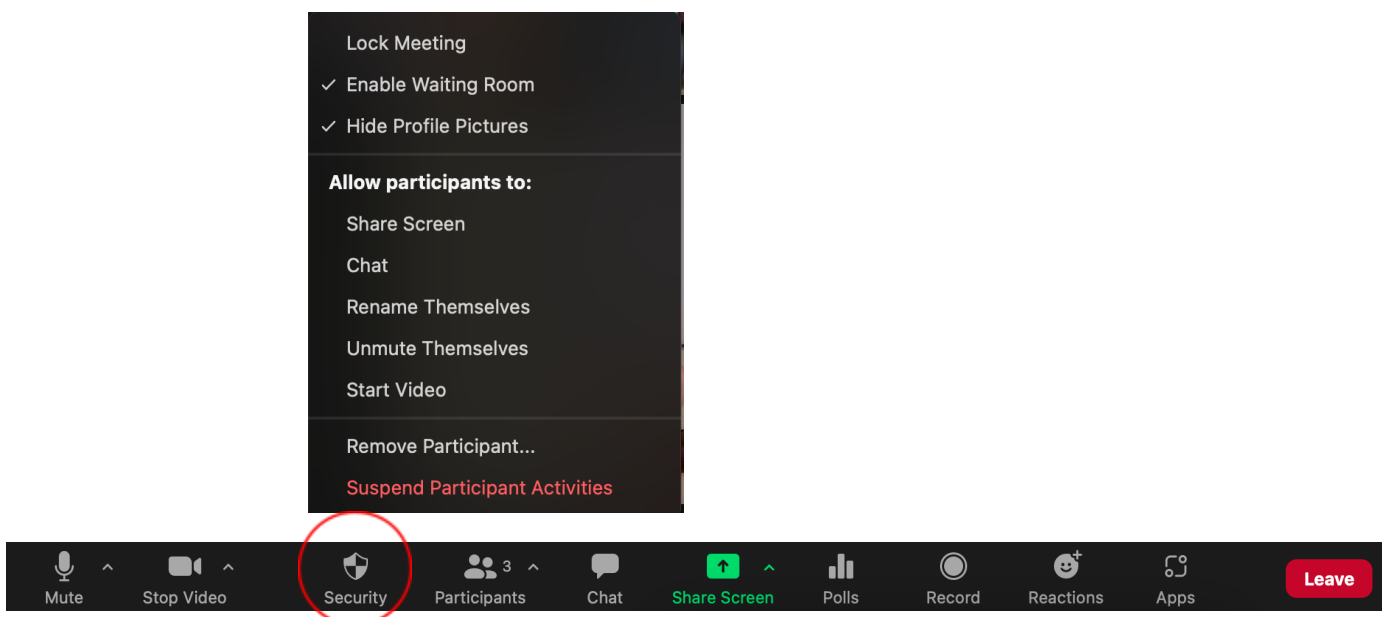 Lock Meeting
✓ Enable Waiting Room
✓ Hide Profile Pictures
Allow participants to:
Share Screen
Chat
Rename Themselves
Unmute Themselves
Start Video
Remove Participant...
Suspend Participant Activities
3
Mute Stop Video Security Participants Chat Share Screen Polls Record Reactions Apps Leave